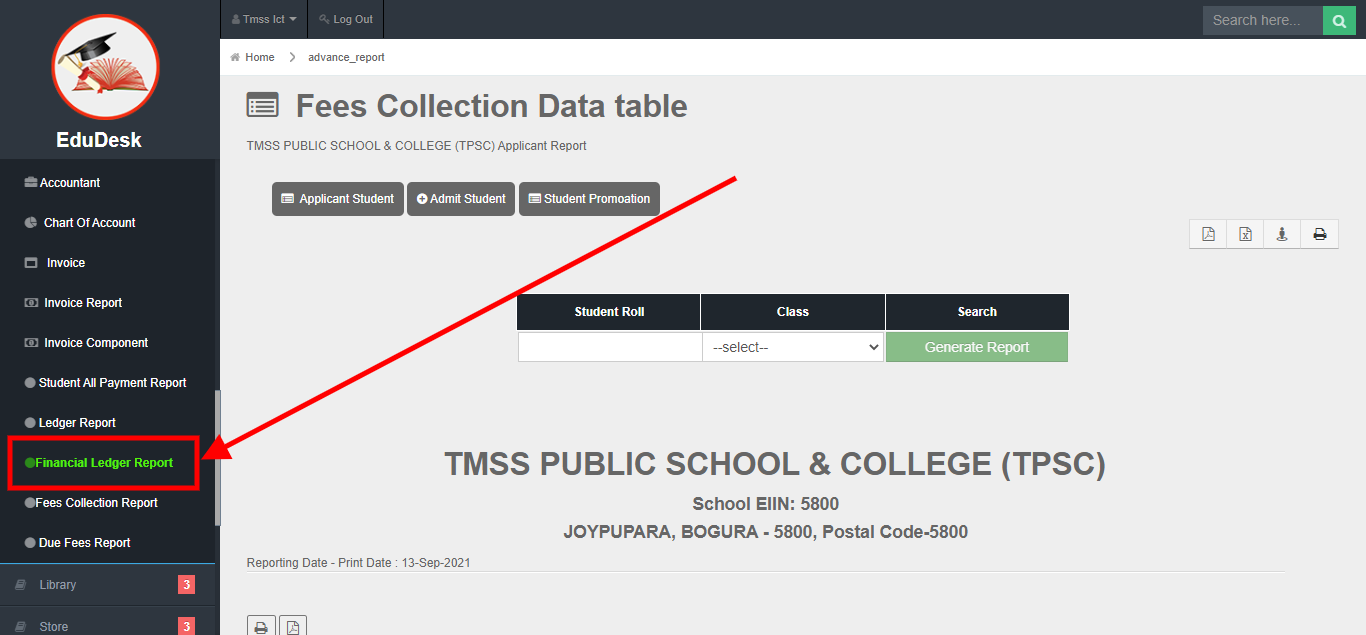 Tmss Ict
Log Out
Search here...
Home
advance_report
EduDesk
Accountant
Chart Of Account
Invoice
Invoice Report
Invoice Component
Student All Payment Report
Ledger Report
Financial Ledger Report
Fees Collection Report
Due Fees Report
Library 3
Store 3
Fees Collection Data table
TMSS PUBLIC SCHOOL & COLLEGE (TPSC) Applicant Report
Applicant Student
Admit Student
Student Promoation
Student Roll Class Search
--select-- Generate Report
TMSS PUBLIC SCHOOL & COLLEGE (TPSC)
School EIIN: 5800
JOYPUPARA, BOGURA - 5800, Postal Code-5800
Reporting Date - Print Date : 13-Sep-2021